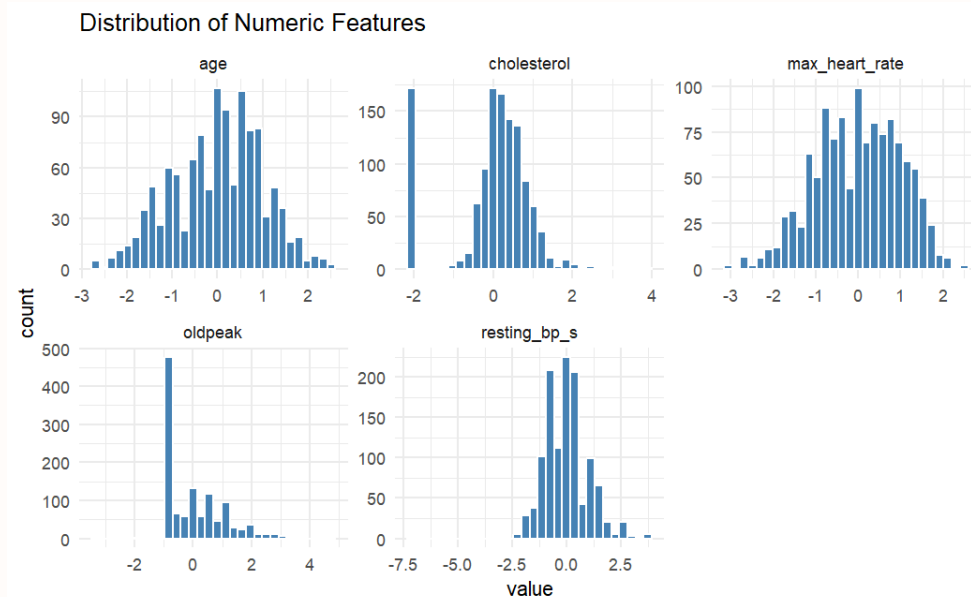 Distribution of Numeric Features
age
cholesterol
max_heart_rate
90
60
30
0
150
100
50
0
100
75
50
25
0
-3 -2 -1 0 1 2
-2 0 2 4
-3 -2 -1 0 1 2
count
oldpeak
resting_bp_s
500
400
300
200
100
0
200
150
100
50
0
-2 0 2 4
-7.5 -5.0 -2.5 0.0 2.5
value